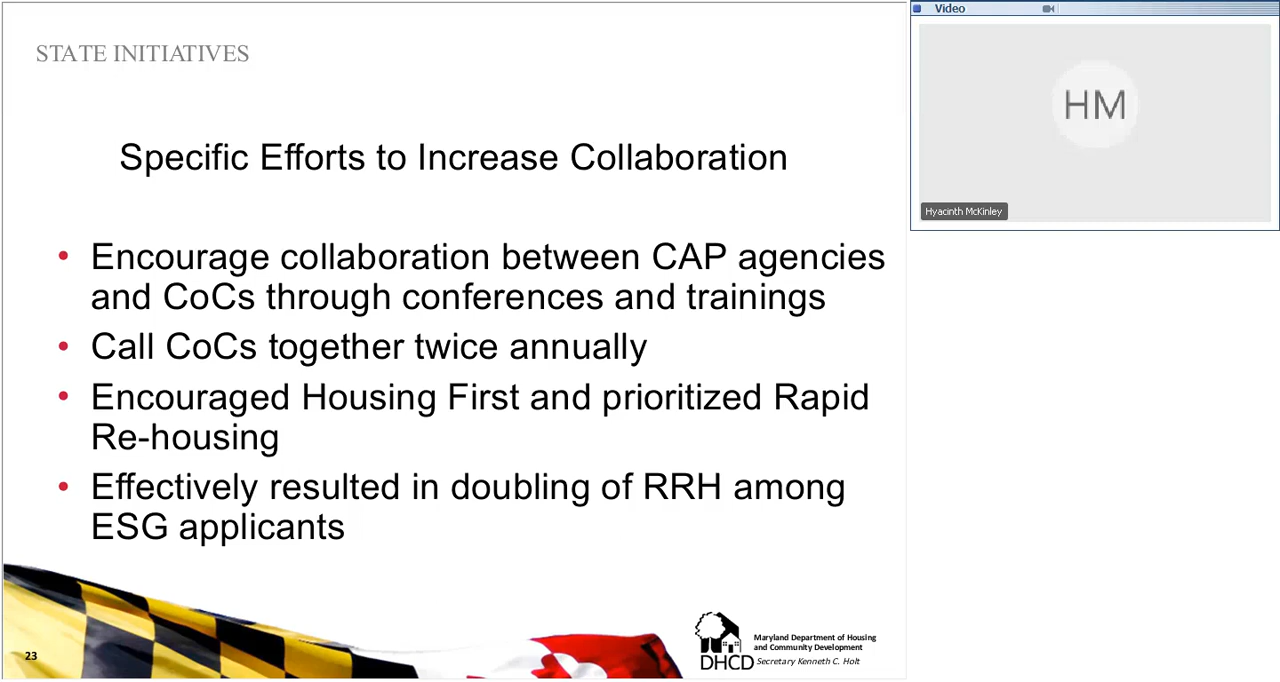 STATE INITIATIVES
Specific Efforts to Increase Collaboration
• Encourage collaboration between CAP agencies
and CoCs through conferences and trainings
• Call CoCs together twice annually
• Encouraged Housing First and prioritized Rapid
Re-housing
• Effectively resulted in doubling of RRH among
ESG applicants
23
DHCD
Maryland Department of Housing
and Community Development
Secretary Kenneth C. Holt
Video
HM
Hyacinth McKinley